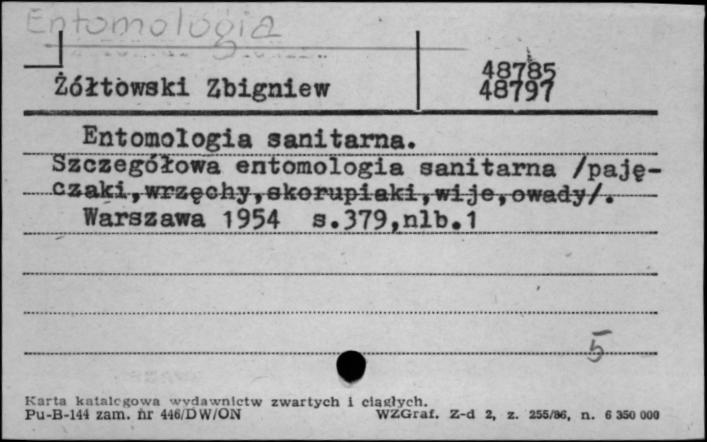 Entomologia
Żółtowski Zbigniew
48785
48797
Entomologia sanitarna.
Szczegółowa entomologia sanitarna /paję-
czaki,wrzęchy,skorupiaki,wije,owady/.
Warszawa 1954 s.379,nlb.1
5
Karta katalogowa wydawnictw zwartych i ciągłych.
Pu-B-144 zam. nr 446/DW/ON
WZGraf. Z-d 2, z. 255/86, n. 6 350 000